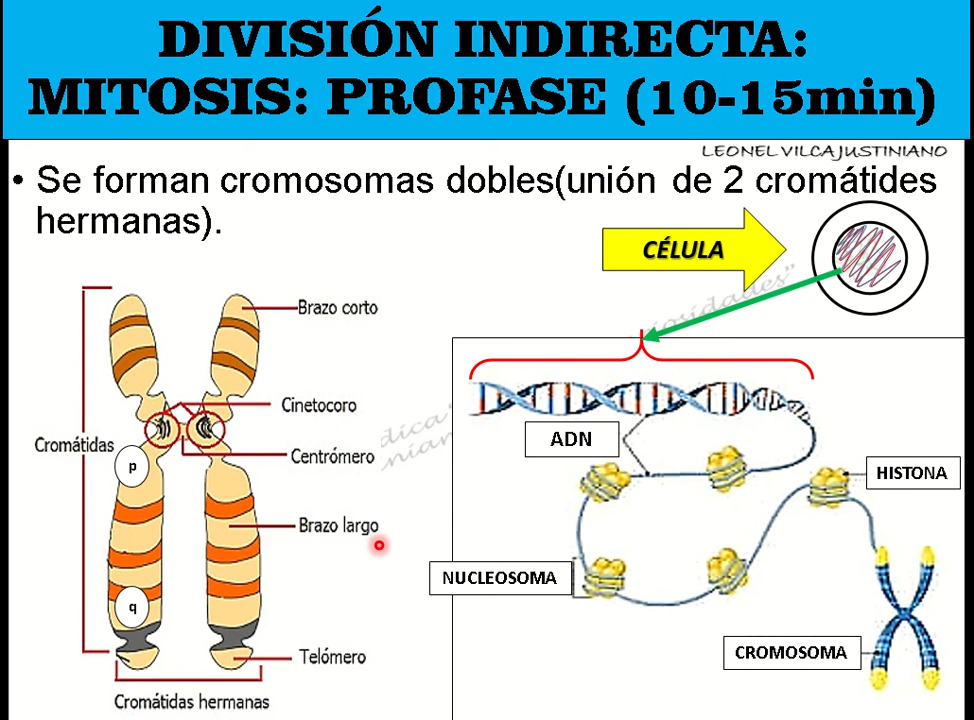 DIVISIÓN INDIRECTA:
MITOSIS: PROFASE (10-15min)
LEONEL VILCA JUSTINIANO
• Se forman cromosomas dobles(unión de 2 cromátides
hermanas).
CÉLULA
Brazo corto
Cinetocoro
Cromátidas
Centrómero
p
Brazo largo
q
Telómero
Cromátidas hermanas
ADN
HISTONA
NUCLEOSOMA
CROMOSOMA